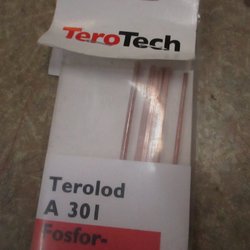 TeroTech
Terolod
A 301
Fosfor-